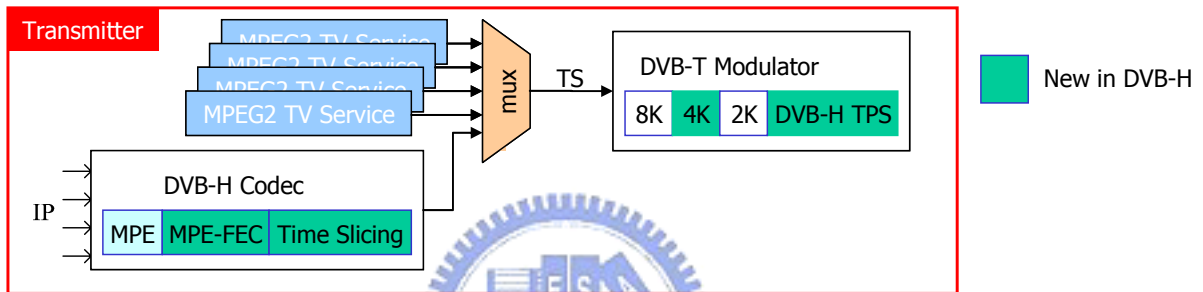 Transmitter
MPEG2 TV Service
MPEG2 TV Service
MPEG2 TV Service
MPEG2 TV Service
mux
TS
DVB-T Modulator
8K 4K 2K DVB-H TPS
New in DVB-H
IP
DVB-H Codec
MPE MPE-FEC Time Slicing